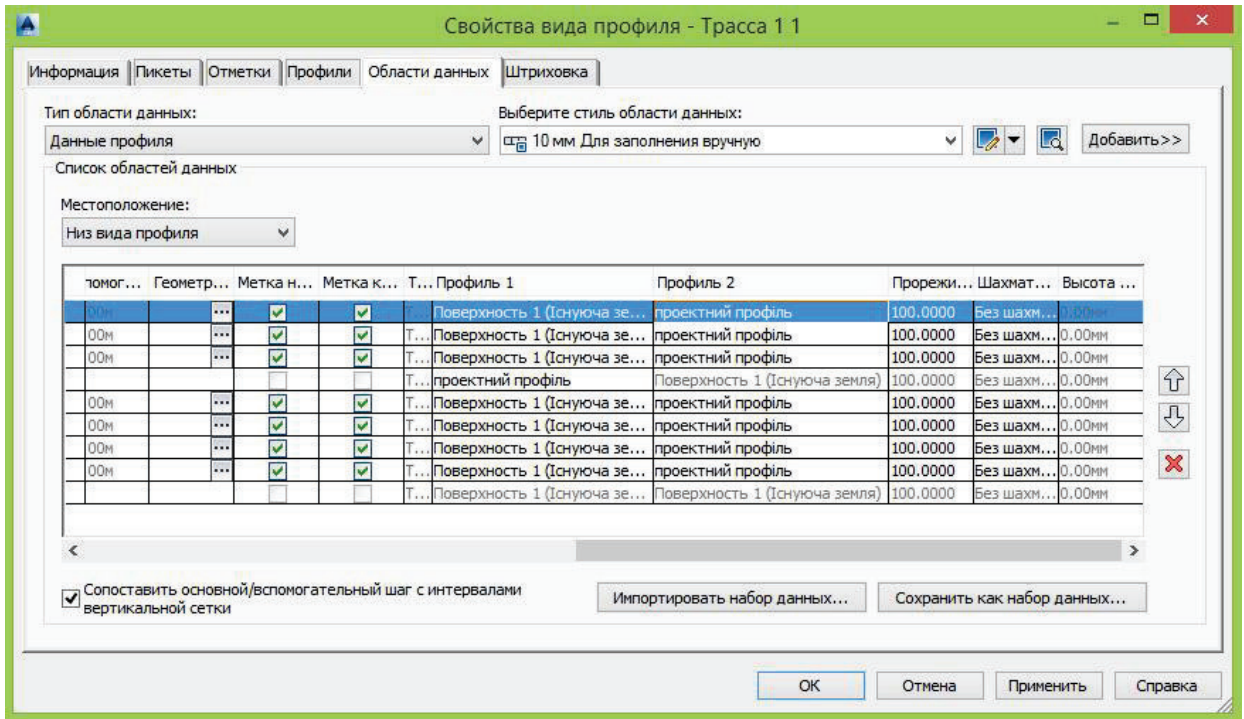 Свойства вида профиля - Трасса 1 1
Информация Пикеты Отметки Профили Области данных Штриховка
Тип области данных: Выберите стиль области данных:
Данные профиля 10 мм Для заполнения вручную Добавить>>
Список областей данных
Местоположение:
Низ вида профиля
помог... Геометр... Метка н... Метка к... Т... Профиль 1 Профиль 2 Прорежи... Шахмат... Высота ...
00м ... Т... Поверхность 1 (Існуюча зе... проектний профіль 100.0000 Без шахм... 0.00мм
00м ... Т... Поверхность 1 (Існуюча зе... проектний профіль 100.0000 Без шахм... 0.00мм
00м ... Т... Поверхность 1 (Існуюча зе... проектний профіль 100.0000 Без шахм... 0.00мм
Т... проектний профіль Поверхность 1 (Існуюча земля) 100.0000 Без шахм... 0.00мм
00м ... Т... Поверхность 1 (Існуюча зе... проектний профіль 100.0000 Без шахм... 0.00мм
00м ... Т... Поверхность 1 (Існуюча зе... проектний профіль 100.0000 Без шахм... 0.00мм
00м ... Т... Поверхность 1 (Існуюча зе... проектний профіль 100.0000 Без шахм... 0.00мм
00м ... Т... Поверхность 1 (Існуюча зе... проектний профіль 100.0000 Без шахм... 0.00мм
Т... Поверхность 1 (Існуюча зе... Поверхность 1 (Існуюча земля) 100.0000 Без шахм... 0.00мм
Сопоставить основной/вспомогательный шаг с интервалами
вертикальной сетки
Импортировать набор данных... Сохранить как набор данных...
ОК Отмена Применить Справка